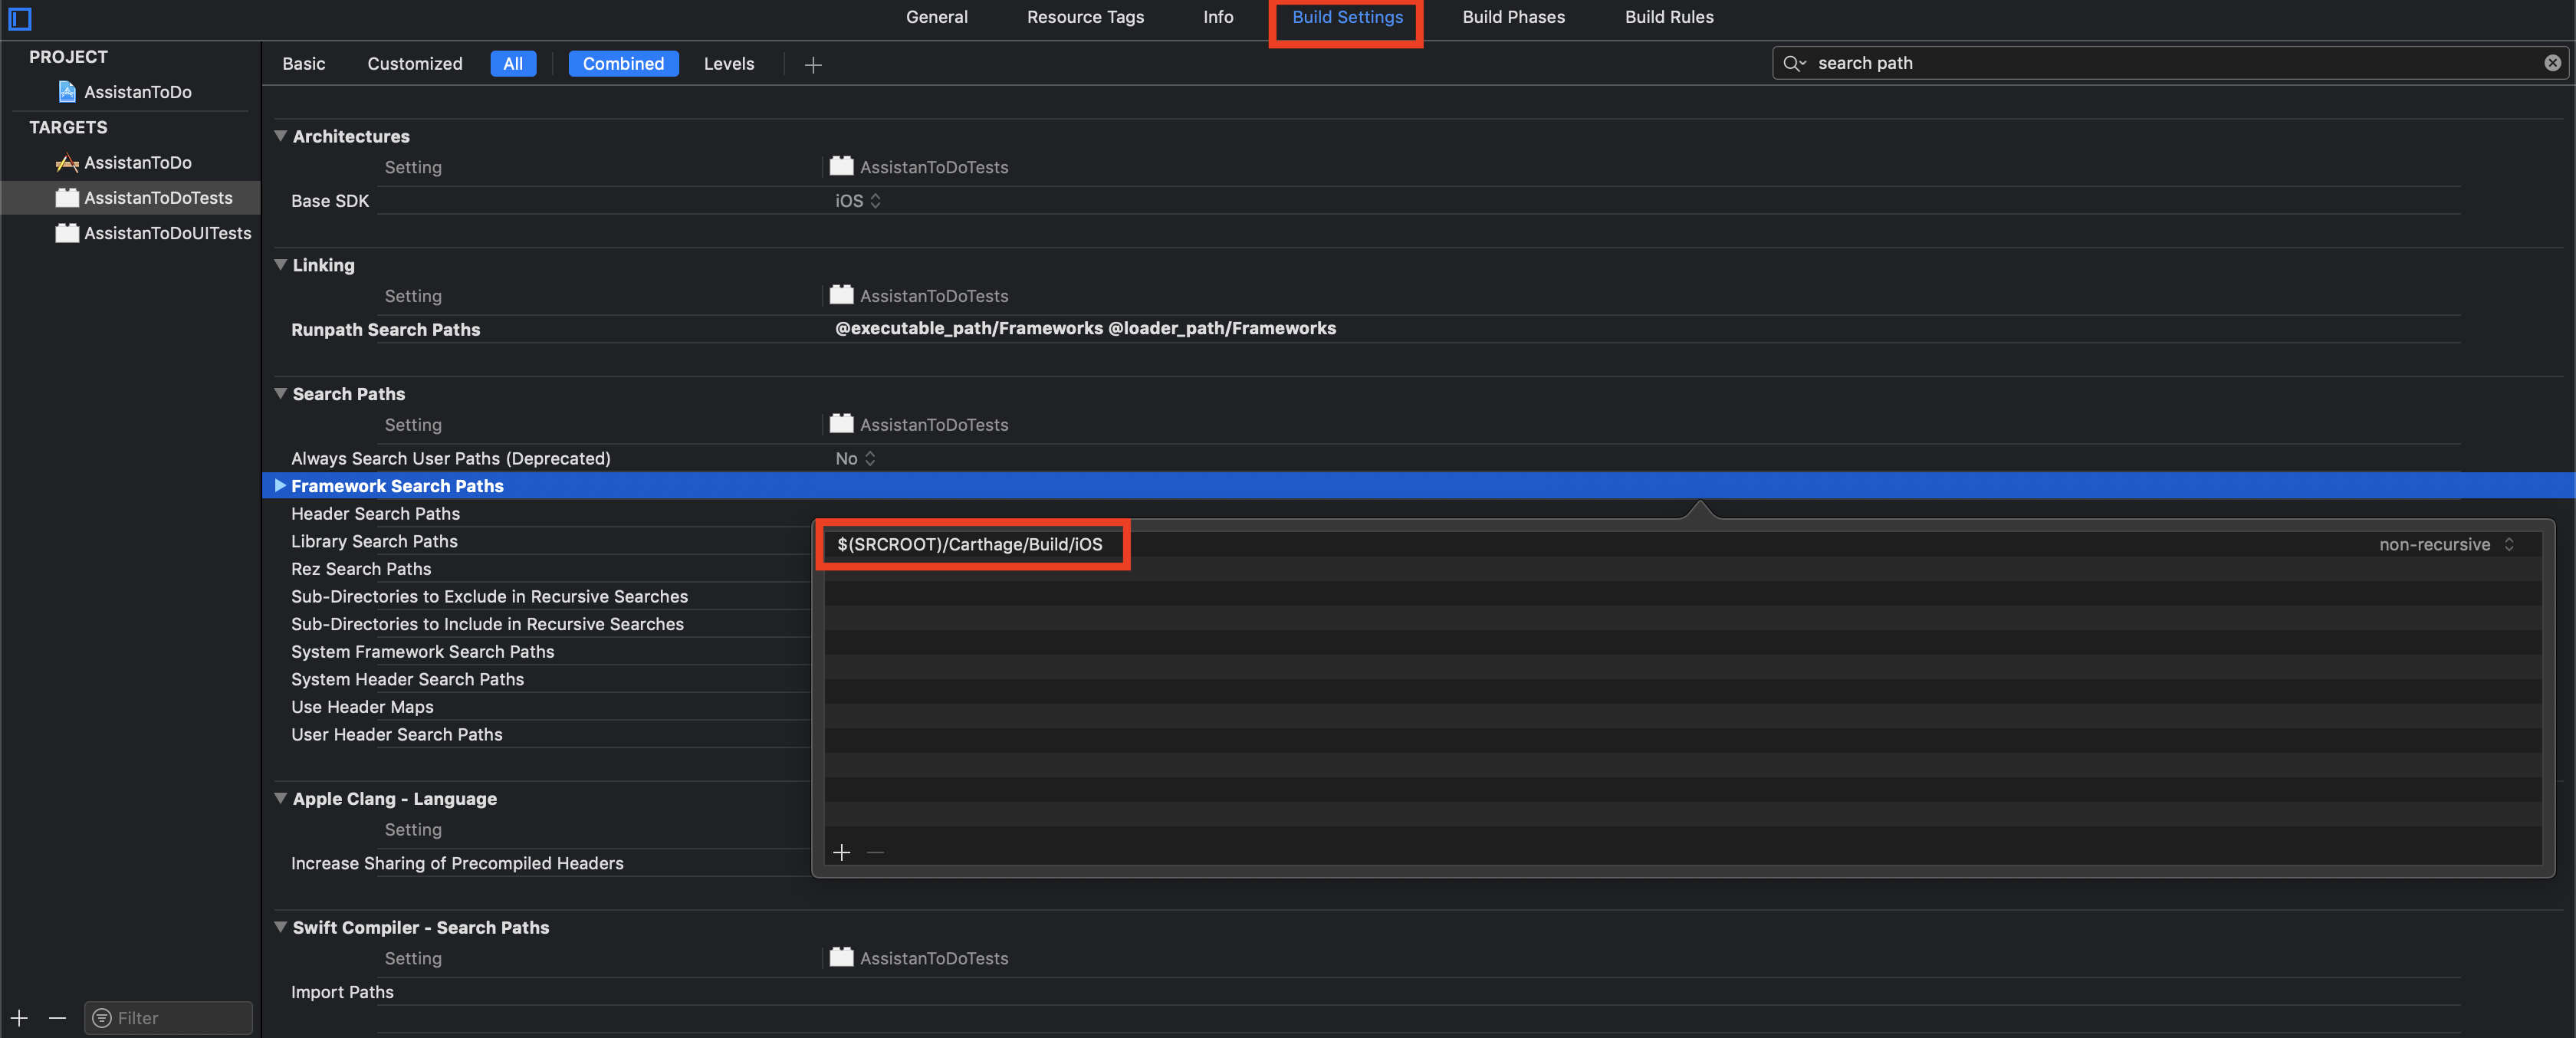 General Resource Tags Info Build Settings Build Phases Build Rules
PROJECT
AssistanToDo
TARGETS
AssistanToDo
AssistanToDoTests
AssistanToDoUITests
Filter
Basic Customized All Combined Levels
search path
Architectures
Setting AssistanToDoTests
Base SDK iOS
Linking
Setting AssistanToDoTests
Runpath Search Paths @executable_path/Frameworks @loader_path/Frameworks
Search Paths
Setting AssistanToDoTests
Always Search User Paths (Deprecated) No
Framework Search Paths
Header Search Paths
$(SRCROOT)/Carthage/Build/iOS non-recursive
Library Search Paths
Rez Search Paths
Sub-Directories to Exclude in Recursive Searches
Sub-Directories to Include in Recursive Searches
System Framework Search Paths
System Header Search Paths
Use Header Maps
User Header Search Paths
Apple Clang - Language
Setting
Increase Sharing of Precompiled Headers
Swift Compiler - Search Paths
Setting AssistanToDoTests
Import Paths